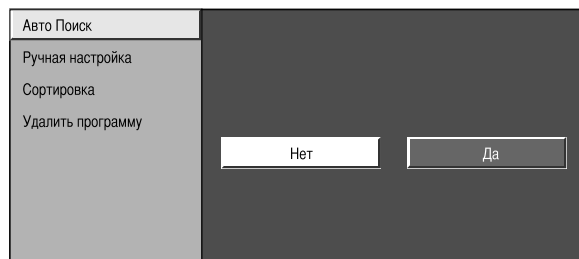 Авто Поиск
Ручная настройка
Сортировка
Удалить программу
Нет Да